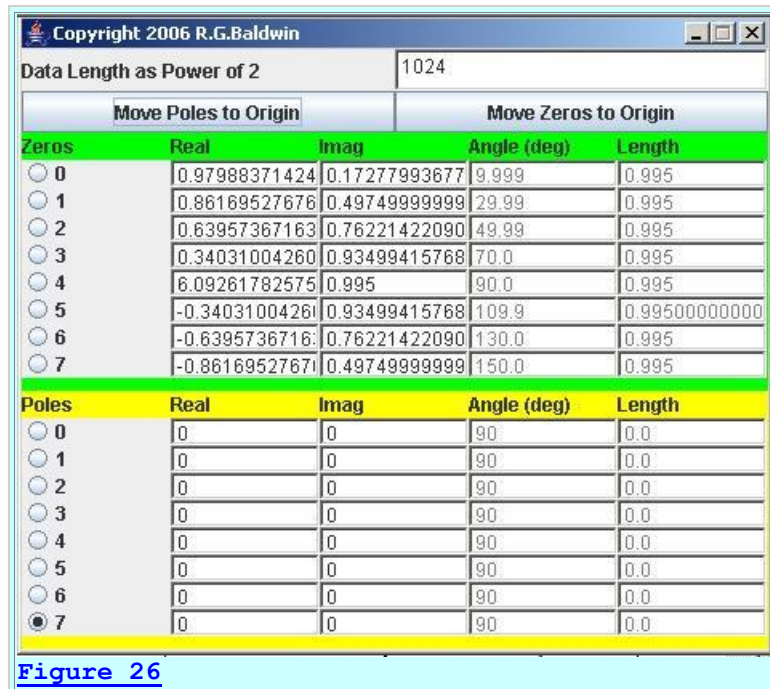 Copyright 2006 R.G.Baldwin
Data Length as Power of 2 1024
Move Poles to Origin Move Zeros to Origin
Zeros Real Imag Angle (deg) Length
0 0.97988371424 0.17277993677 9.999 0.995
1 0.86169527676 0.49749999999 29.99 0.995
2 0.63957367163 0.76221422090 49.99 0.995
3 0.34031004260 0.93499415768 70.0 0.995
4 6.09261782575 0.995 90.0 0.995
5 -0.3403100426 0.93499415768 109.9 0.99500000000
6 -0.6395736716 0.76221422090 130.0 0.995
7 -0.8616952767 0.49749999999 150.0 0.995
Poles Real Imag Angle (deg) Length
0 0 0 90 0.0
1 0 0 90 0.0
2 0 0 90 0.0
3 0 0 90 0.0
4 0 0 90 0.0
5 0 0 90 0.0
6 0 0 90 0.0
7 0 0 90 0.0
Figure 26